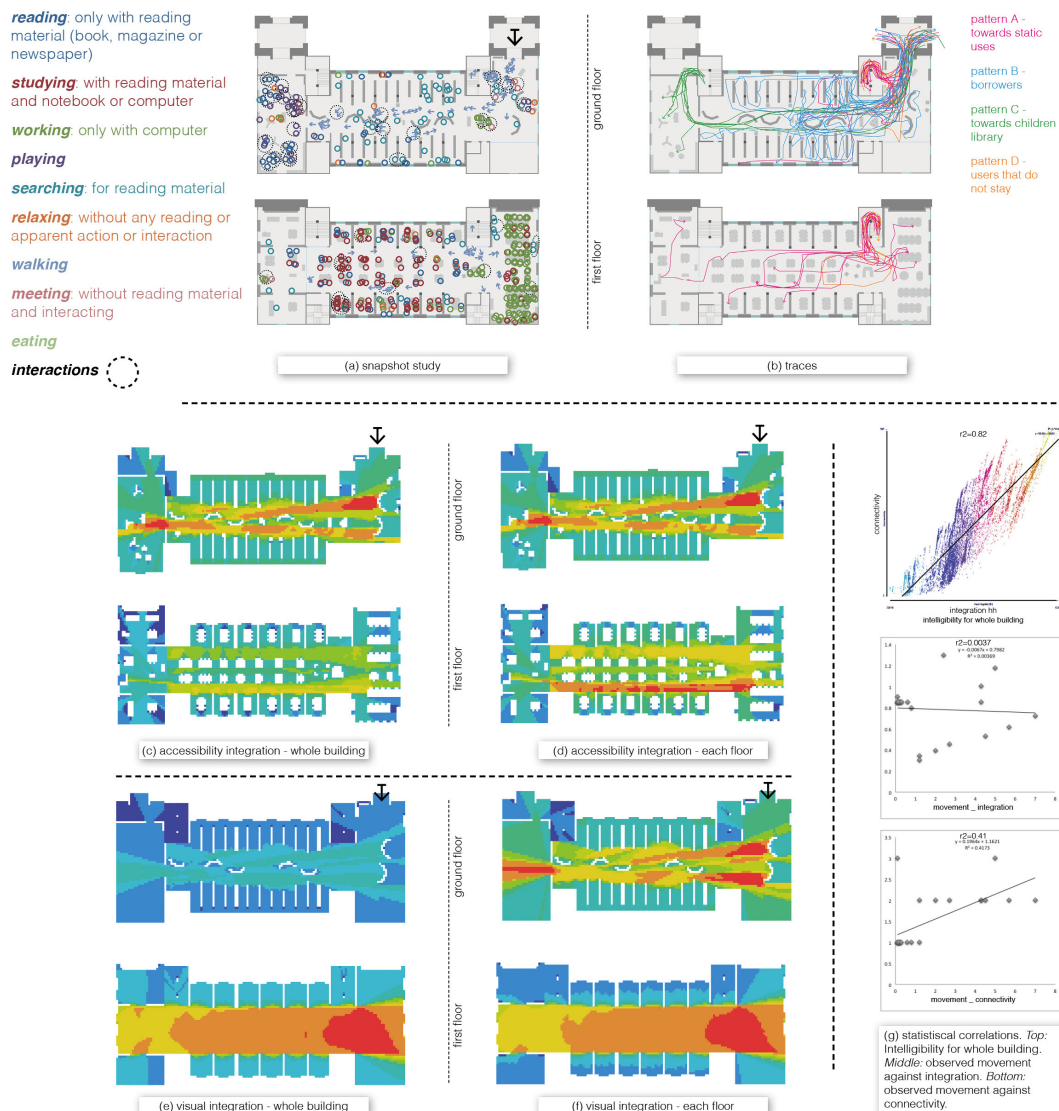 reading: only with reading
material (book, magazine or
newspaper)
studying: with reading material
and notebook or computer
working: only with computer
playing
searching: for reading material
relaxing: without any reading or
apparent action or interaction
walking
meeting: without reading material
and interacting
eating
interactions
ground floor
first floor
(a) snapshot study
pattern A -
towards static
uses
pattern B -
borrowers
pattern C -
towards children
library
pattern D -
users that do
not stay
(b) traces
ground floor
first floor
(c) accessibility integration - whole building
(d) accessibility integration - each floor
ground floor
first floor
(e) visual integration - whole building
(f) visual integration - each floor
r2=0.82
connectivity
integration hh
intelligibility for whole building
r2=0.0037
y = -0.0067x + 0.7982
R² = 0.00369
1.4
1.2
1
0.8
0.6
0.4
0.2
0
0 1 2 3 4 5 6 7 8
movement _ integration
r2=0.41
y = 0.1964x + 1.1621
R² = 0.4173
3.5
3
2.5
2
1.5
1
0.5
0
0 1 2 3 4 5 6 7 8
movement _ connectivity
(g) statistiscal correlations. Top:
Intelligibility for whole building.
Middle: observed movement
against integration. Bottom:
observed movement against
connectivity.